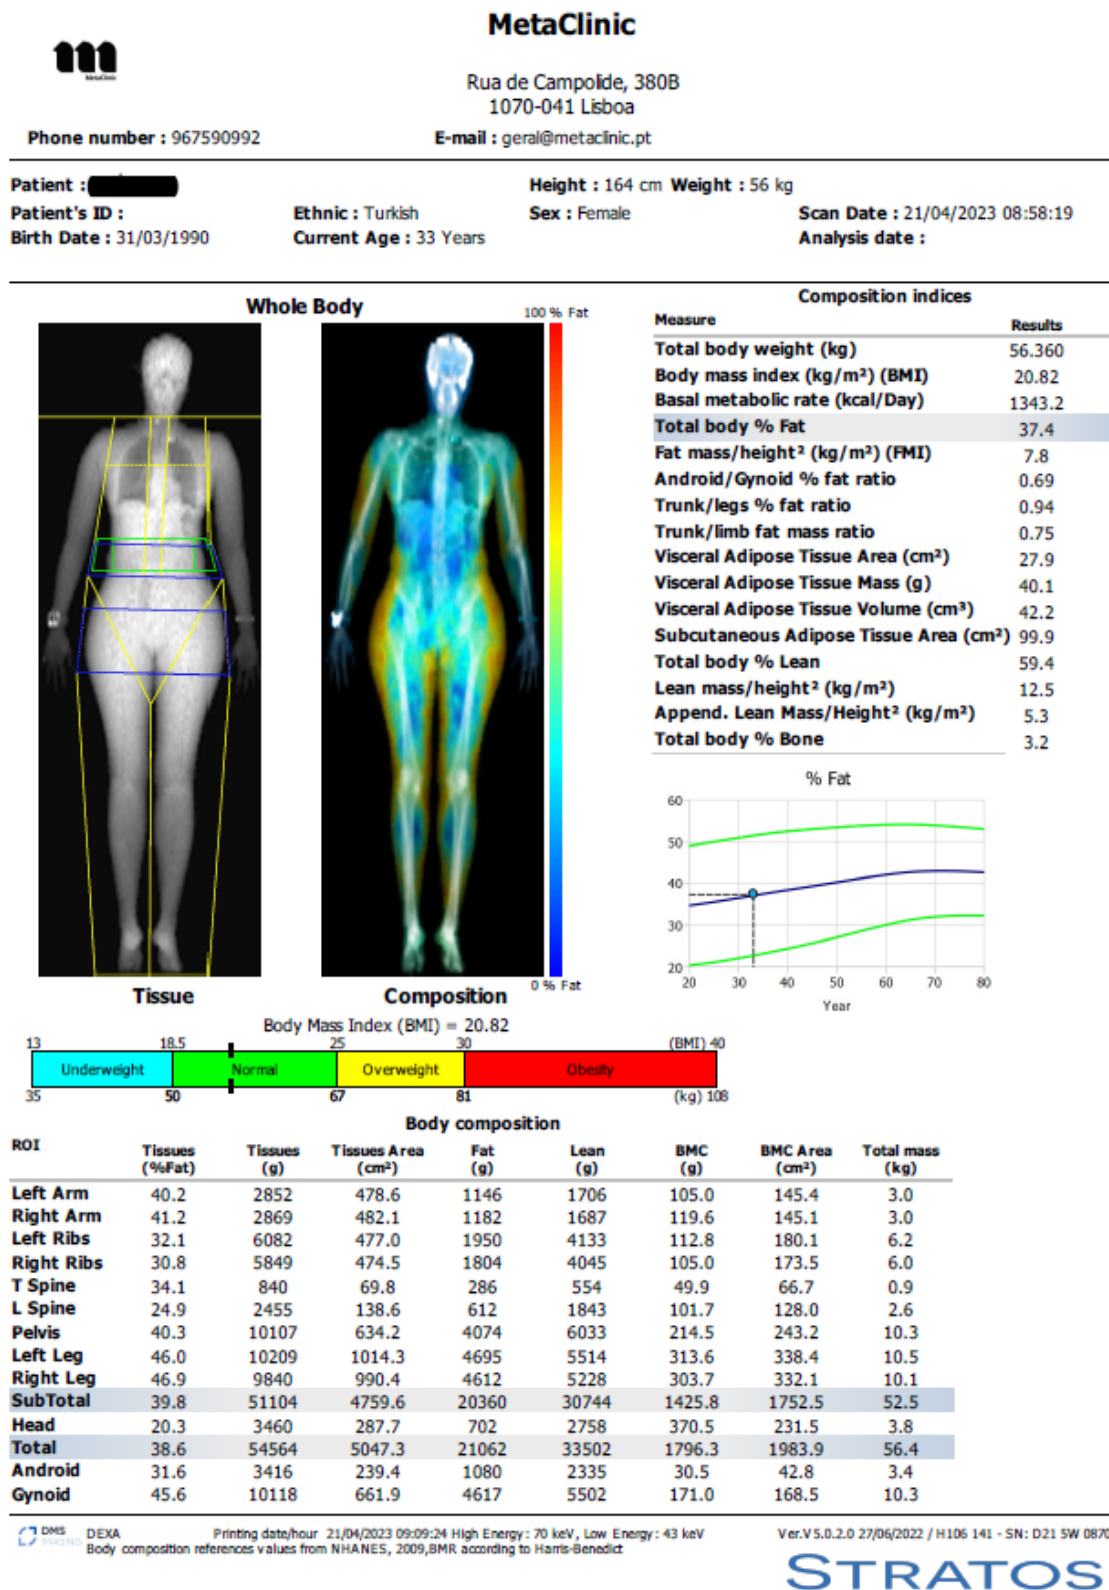 MetaClinic
MetaClinic
Rua de Campolide, 380B
1070-041 Lisboa
Phone number : 967590992 E-mail : geral@metaclinic.pt
Patient : Height : 164 cm Weight : 56 kg
Patient's ID : Ethnic : Turkish Sex : Female Scan Date : 21/04/2023 08:58:19
Birth Date : 31/03/1990 Current Age : 33 Years Analysis date :
Whole Body
100 % Fat
0 % Fat
Tissue Composition
Composition indices
Measure Results
Total body weight (kg) 56.360
Body mass index (kg/m²) (BMI) 20.82
Basal metabolic rate (kcal/Day) 1343.2
Total body % Fat 37.4
Fat mass/height² (kg/m²) (FMI) 7.8
Android/Gynoid % fat ratio 0.69
Trunk/legs % fat ratio 0.94
Trunk/limb fat mass ratio 0.75
Visceral Adipose Tissue Area (cm²) 27.9
Visceral Adipose Tissue Mass (g) 40.1
Visceral Adipose Tissue Volume (cm³) 42.2
Subcutaneous Adipose Tissue Area (cm²) 99.9
Total body % Lean 59.4
Lean mass/height² (kg/m²) 12.5
Append. Lean Mass/Height² (kg/m²) 5.3
Total body % Bone 3.2
% Fat
60
50
40
30
20
20 30 40 50 60 70 80
Year
Body Mass Index (BMI) = 20.82
13 18.5 25 30 (BMI) 40
Underweight Normal Overweight Obesity
35 50 67 81 (kg) 108
Body composition
ROI Tissues Tissues Tissues Area Fat Lean BMC BMC Area Total mass
(%Fat) (g) (cm²) (g) (g) (g) (cm²) (kg)
Left Arm 40.2 2852 478.6 1146 1706 105.0 145.4 3.0
Right Arm 41.2 2869 482.1 1182 1687 119.6 145.1 3.0
Left Ribs 32.1 6082 477.0 1950 4133 112.8 180.1 6.2
Right Ribs 30.8 5849 474.5 1804 4045 105.0 173.5 6.0
T Spine 34.1 840 69.8 286 554 49.9 66.7 0.9
L Spine 24.9 2455 138.6 612 1843 101.7 128.0 2.6
Pelvis 40.3 10107 634.2 4074 6033 214.5 243.2 10.3
Left Leg 46.0 10209 1014.3 4695 5514 313.6 338.4 10.5
Right Leg 46.9 9840 990.4 4612 5228 303.7 332.1 10.1
SubTotal 39.8 51104 4759.6 20360 30744 1425.8 1752.5 52.5
Head 20.3 3460 287.7 702 2758 370.5 231.5 3.8
Total 38.6 54564 5047.3 21062 33502 1796.3 1983.9 56.4
Android 31.6 3416 239.4 1080 2335 30.5 42.8 3.4
Gynoid 45.6 10118 661.9 4617 5502 171.0 168.5 10.3
DMS IMAGING DEXA Printing date/hour 21/04/2023 09:09:24 High Energy : 70 keV, Low Energy : 43 keV Ver.V 5.0.2.0 27/06/2022 / H106 141 - SN: D21 SW 0870
Body composition references values from NHANES, 2009,BMR according to Harris-Benedict
STRATOS